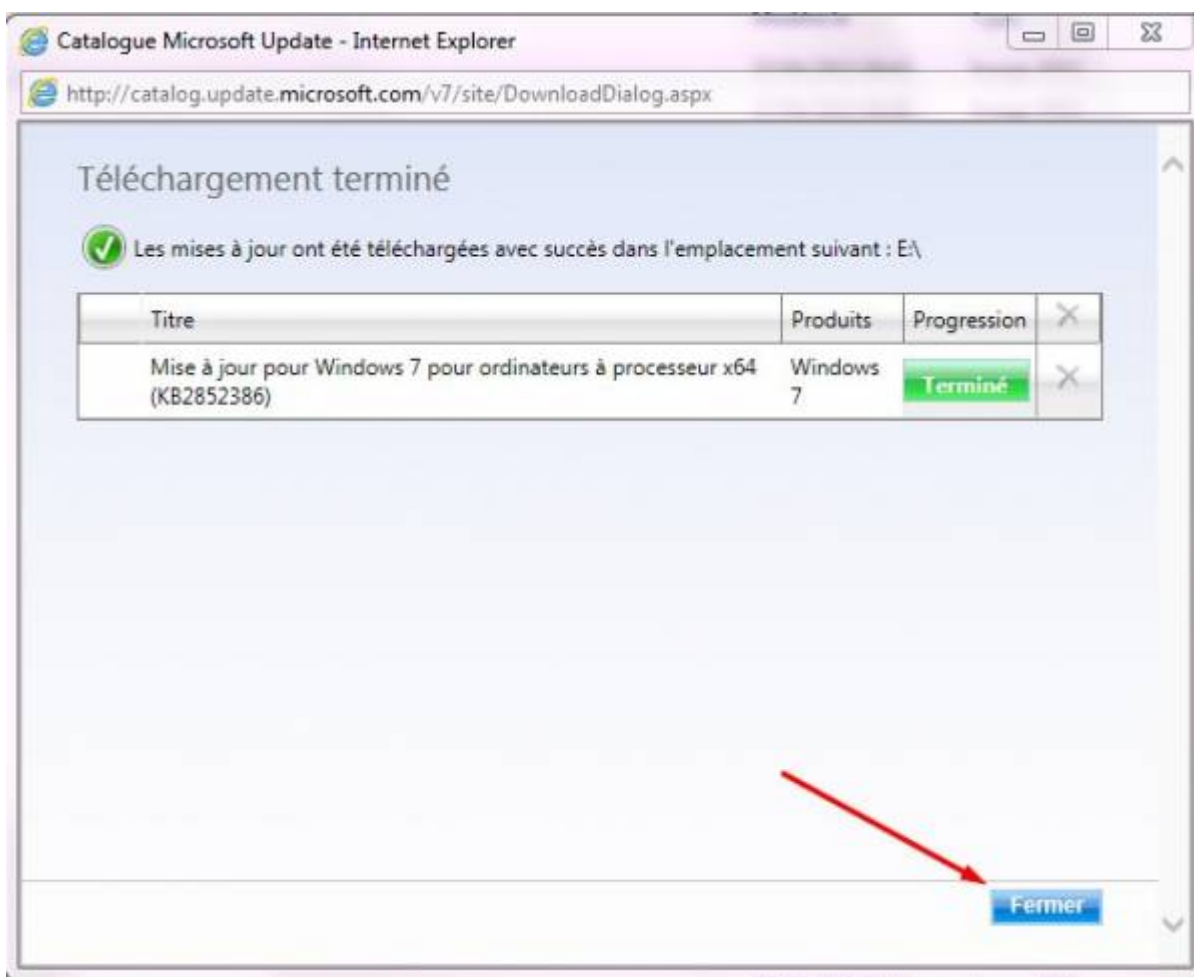 Catalogue Microsoft Update - Internet Explorer
http://catalog.update.microsoft.com/v7/site/DownloadDialog.aspx
Téléchargement terminé
Les mises à jour ont été téléchargées avec succès dans l'emplacement suivant : E:\
Titre Produits Progression
Mise à jour pour Windows 7 pour ordinateurs à processeur x64 Windows
(KB2852386) 7
Terminé
Fermer